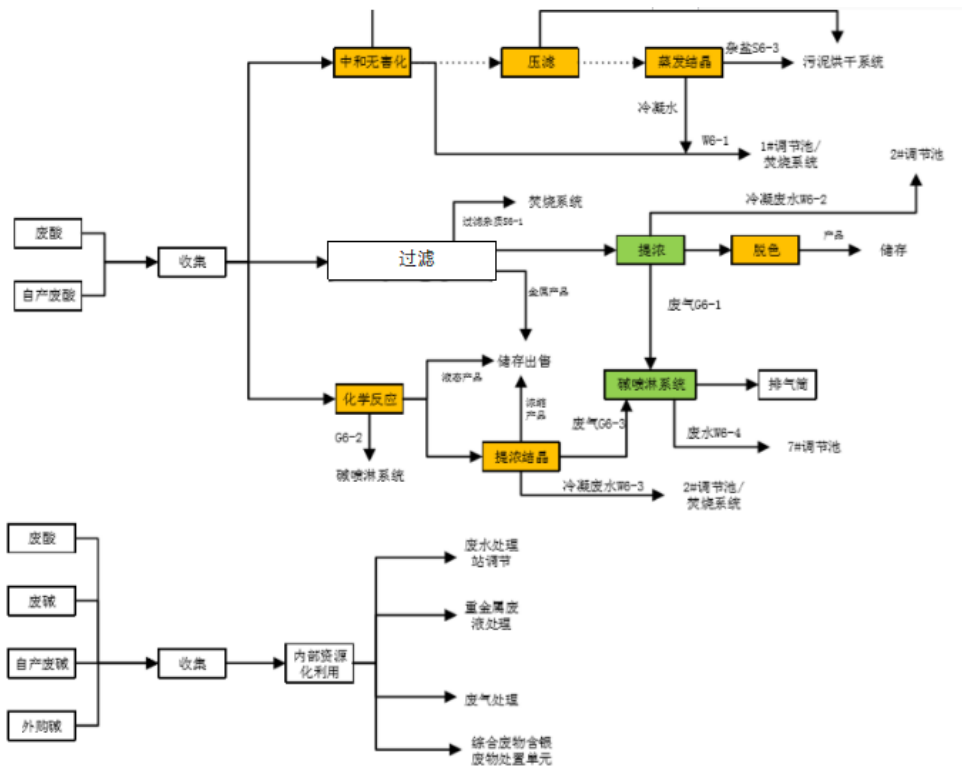 中和无害化
压滤
蒸发结晶
杂盐S6-3
污泥烘干系统
冷凝水
W6-1
1#调节池/
焚烧系统
2#调节池
冷凝废水W6-2
焚烧系统
过滤杂质S6-1
废酸
自产废酸
收集
过滤
提浓
脱色
产品
储存
金属产品
废气G6-1
储存出售
液态产品
浓缩
产品
化学反应
G6-2
碱喷淋系统
提浓结晶
废气G6-3
碱喷淋系统
排气筒
废水W6-4
7#调节池
冷凝废水W6-3
2#调节池/
焚烧系统
废酸
废碱
自产废碱
外购碱
收集
内部资源
化利用
废水处理
站调节
重金属废
液处理
废气处理
综合废物含银
废物处置单元